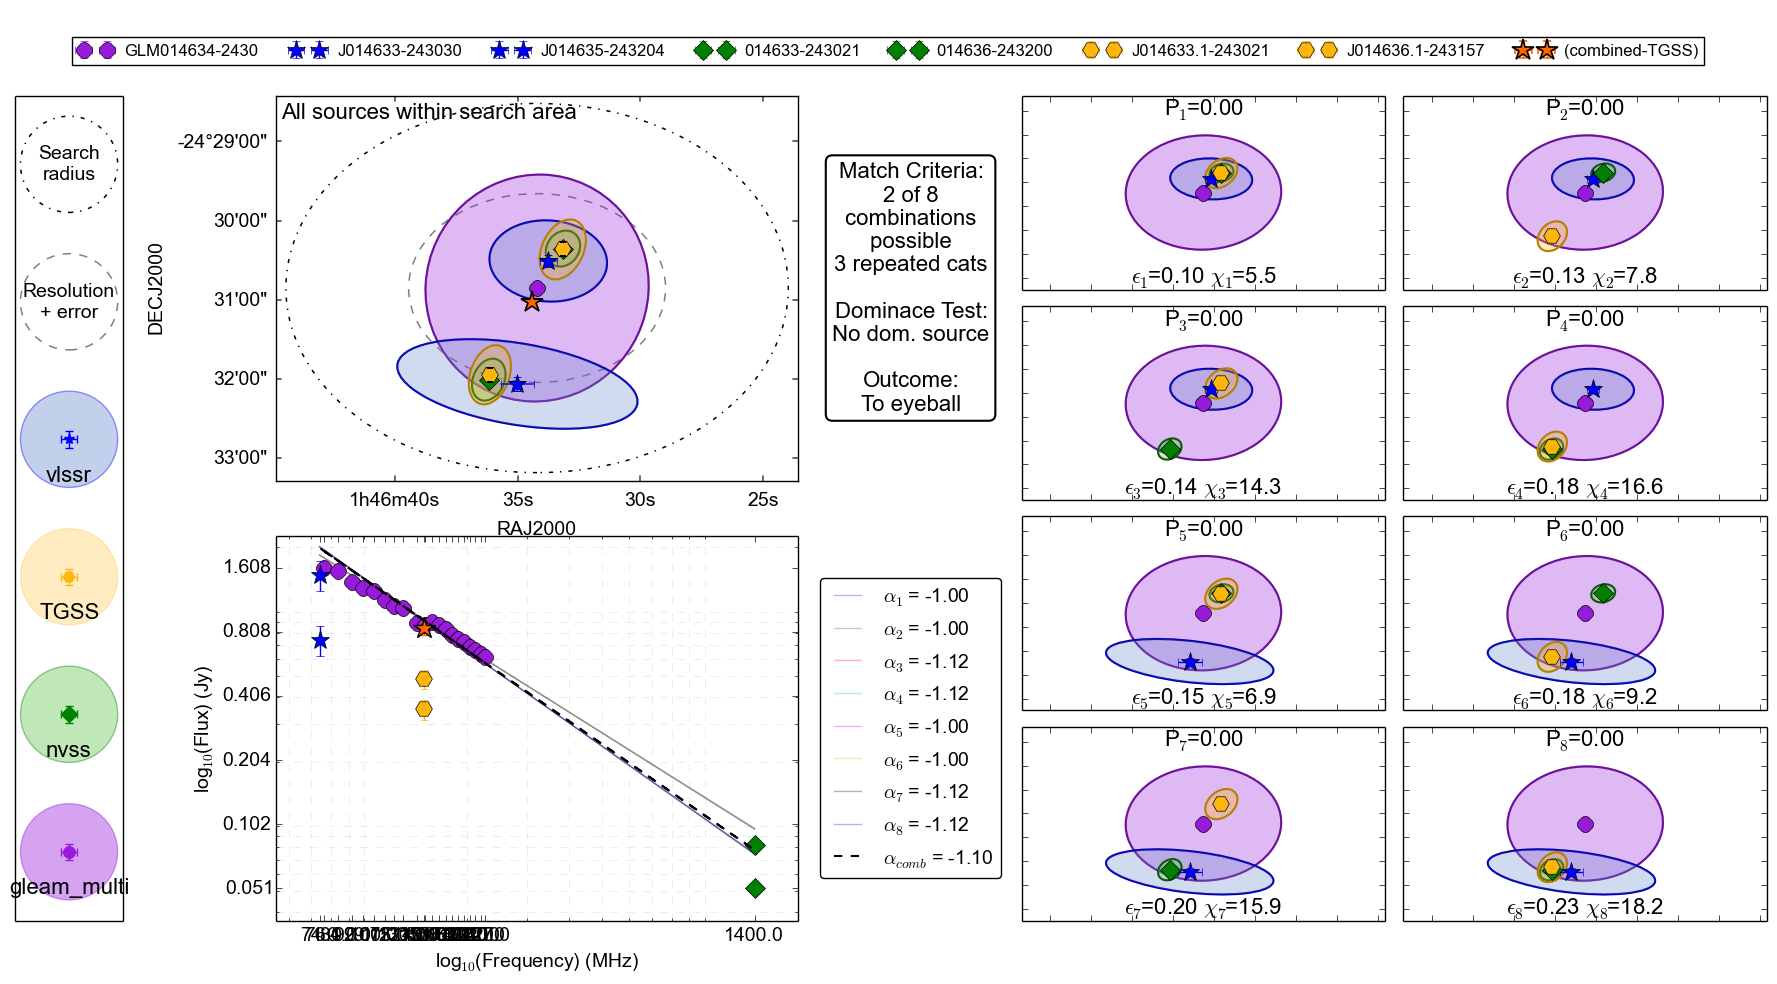 GLM014634-2430 J014633-243030 J014635-243204 014633-243021 014636-243200 J014633.1-243021 J014636.1-243157 (combined-TGSS)
Search
radius
Resolution
+ error
vlssr
TGSS
nvss
gleam_multi
All sources within search area
DECJ2000
-24°29'00"
30'00"
31'00"
32'00"
33'00"
1h46m40s 35s 30s 25s
RAJ2000
log10(Flux) (Jy)
1.608
0.808
0.406
0.204
0.102
0.051
1400.0
log10(Frequency) (MHz)
Match Criteria:
2 of 8
combinations
possible
3 repeated cats
Dominace Test:
No dom. source
Outcome:
To eyeball
α1 = -1.00
α2 = -1.00
α3 = -1.12
α4 = -1.12
α5 = -1.00
α6 = -1.00
α7 = -1.12
α8 = -1.12
αcomb = -1.10
P1=0.00
ϵ1=0.10 χ1=5.5
P2=0.00
ϵ2=0.13 χ2=7.8
P3=0.00
ϵ3=0.14 χ3=14.3
P4=0.00
ϵ4=0.18 χ4=16.6
P5=0.00
ϵ5=0.15 χ5=6.9
P6=0.00
ϵ6=0.18 χ6=9.2
P7=0.00
ϵ7=0.20 χ7=15.9
P8=0.00
ϵ8=0.23 χ8=18.2